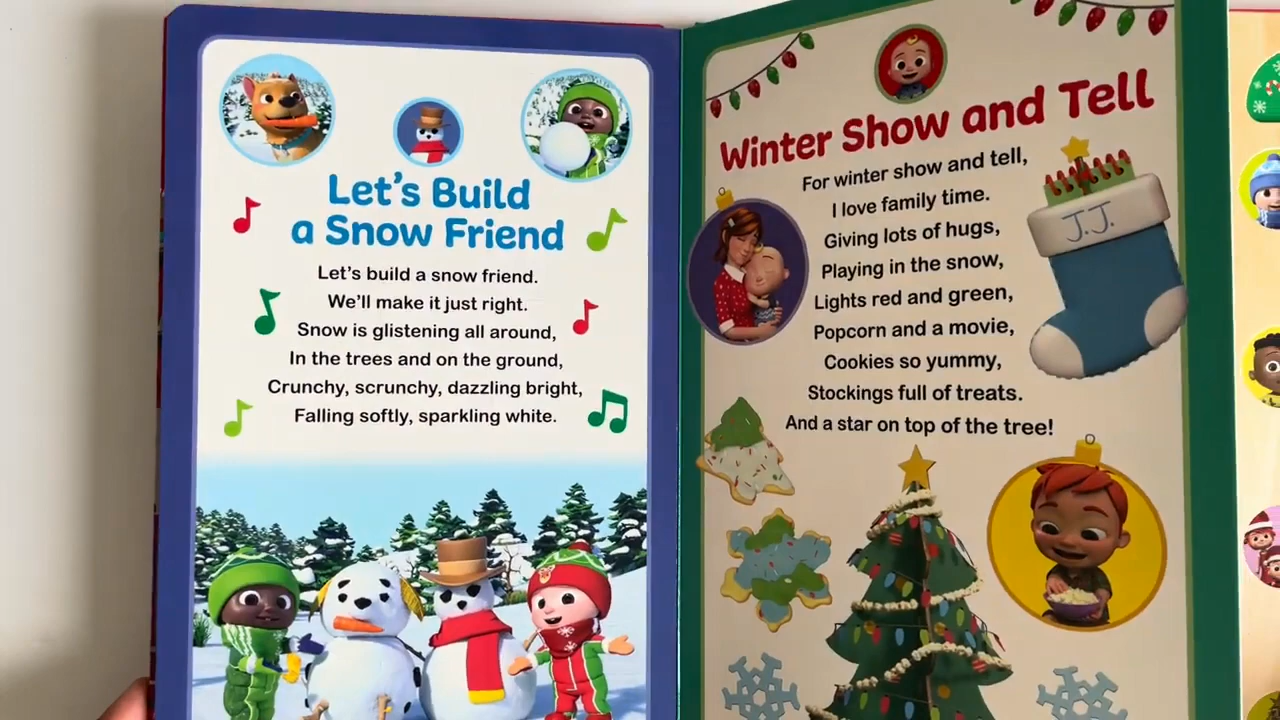 Let's Build
a Snow Friend
Let's build a snow friend.
We'll make it just right.
Snow is glistening all around,
In the trees and on the ground,
Crunchy, scrunchy, dazzling bright,
Falling softly, sparkling white.
Winter Show and Tell
For winter show and tell,
I love family time.
Giving lots of hugs,
Playing in the snow,
Lights red and green,
Popcorn and a movie,
Cookies so yummy,
Stockings full of treats.
And a star on top of the tree!
J.J.